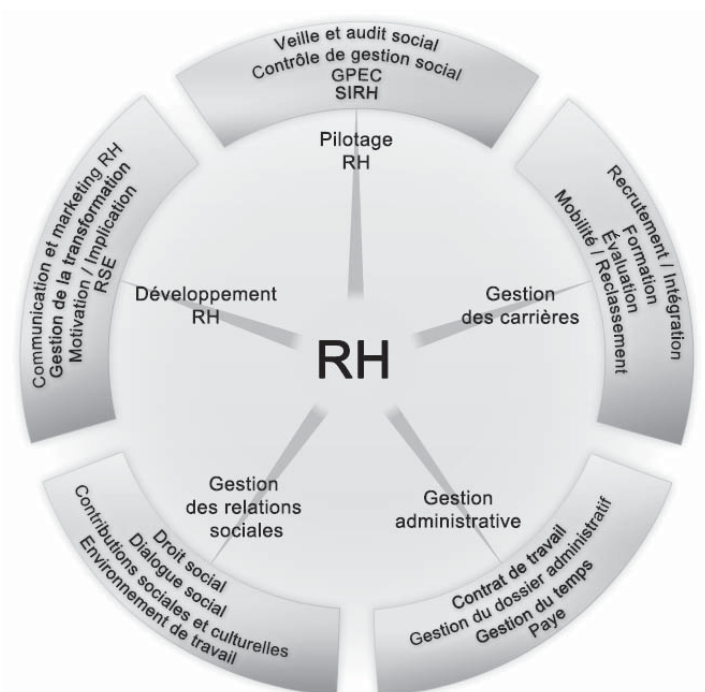 Veille et audit social
Contrôle de gestion social
GPEC
SIRH
Pilotage
RH
Recrutement / Intégration
Formation
Évaluation
Mobilité / Reclassement
Gestion
des carrières
Communication et marketing RH
Gestion de la transformation
Motivation / Implication
RSE
Développement
RH
RH
Gestion
des relations
sociales
Droit social
Dialogue social
Contributions sociales et culturelles
Environnement de travail
Gestion
administrative
Contrat de travail
Gestion du dossier administratif
Gestion du temps
Paye